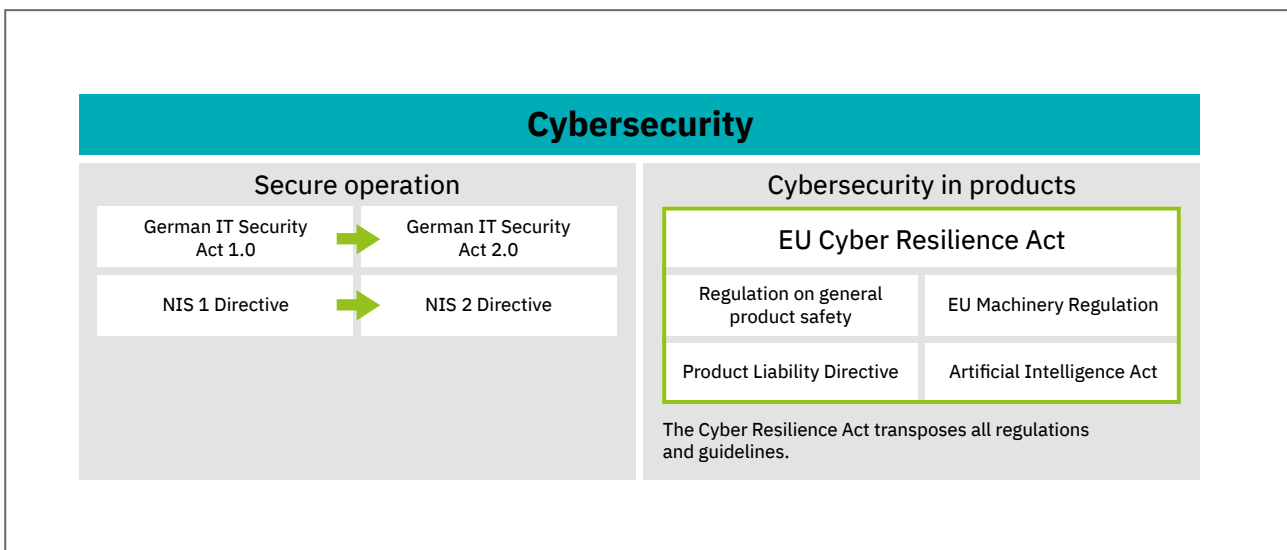 Cybersecurity
Secure operation
German IT Security
Act 1.0
German IT Security
Act 2.0
NIS 1 Directive
NIS 2 Directive
Cybersecurity in products
EU Cyber Resilience Act
Regulation on general
product safety
EU Machinery Regulation
Product Liability Directive
Artificial Intelligence Act
The Cyber Resilience Act transposes all regulations
and guidelines.